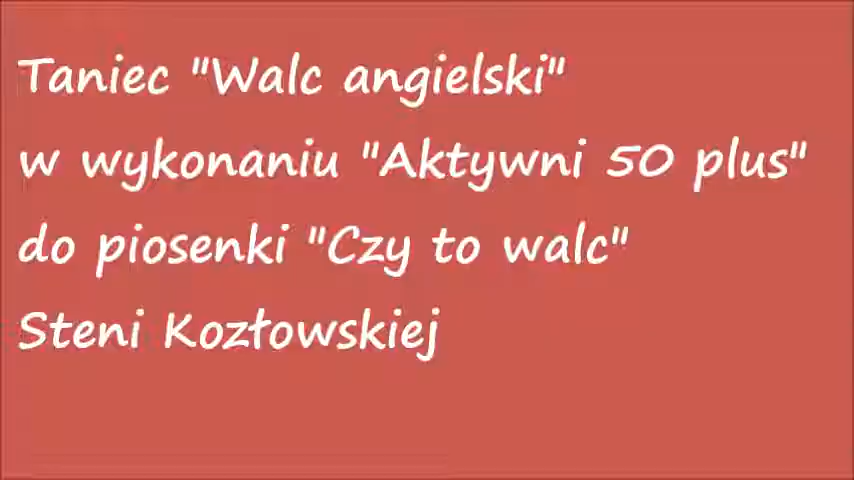 Taniec "Walc angielski"
w wykonaniu "Aktywni 50 plus"
do piosenki "Czy to walc"
Steni Kozłowskiej